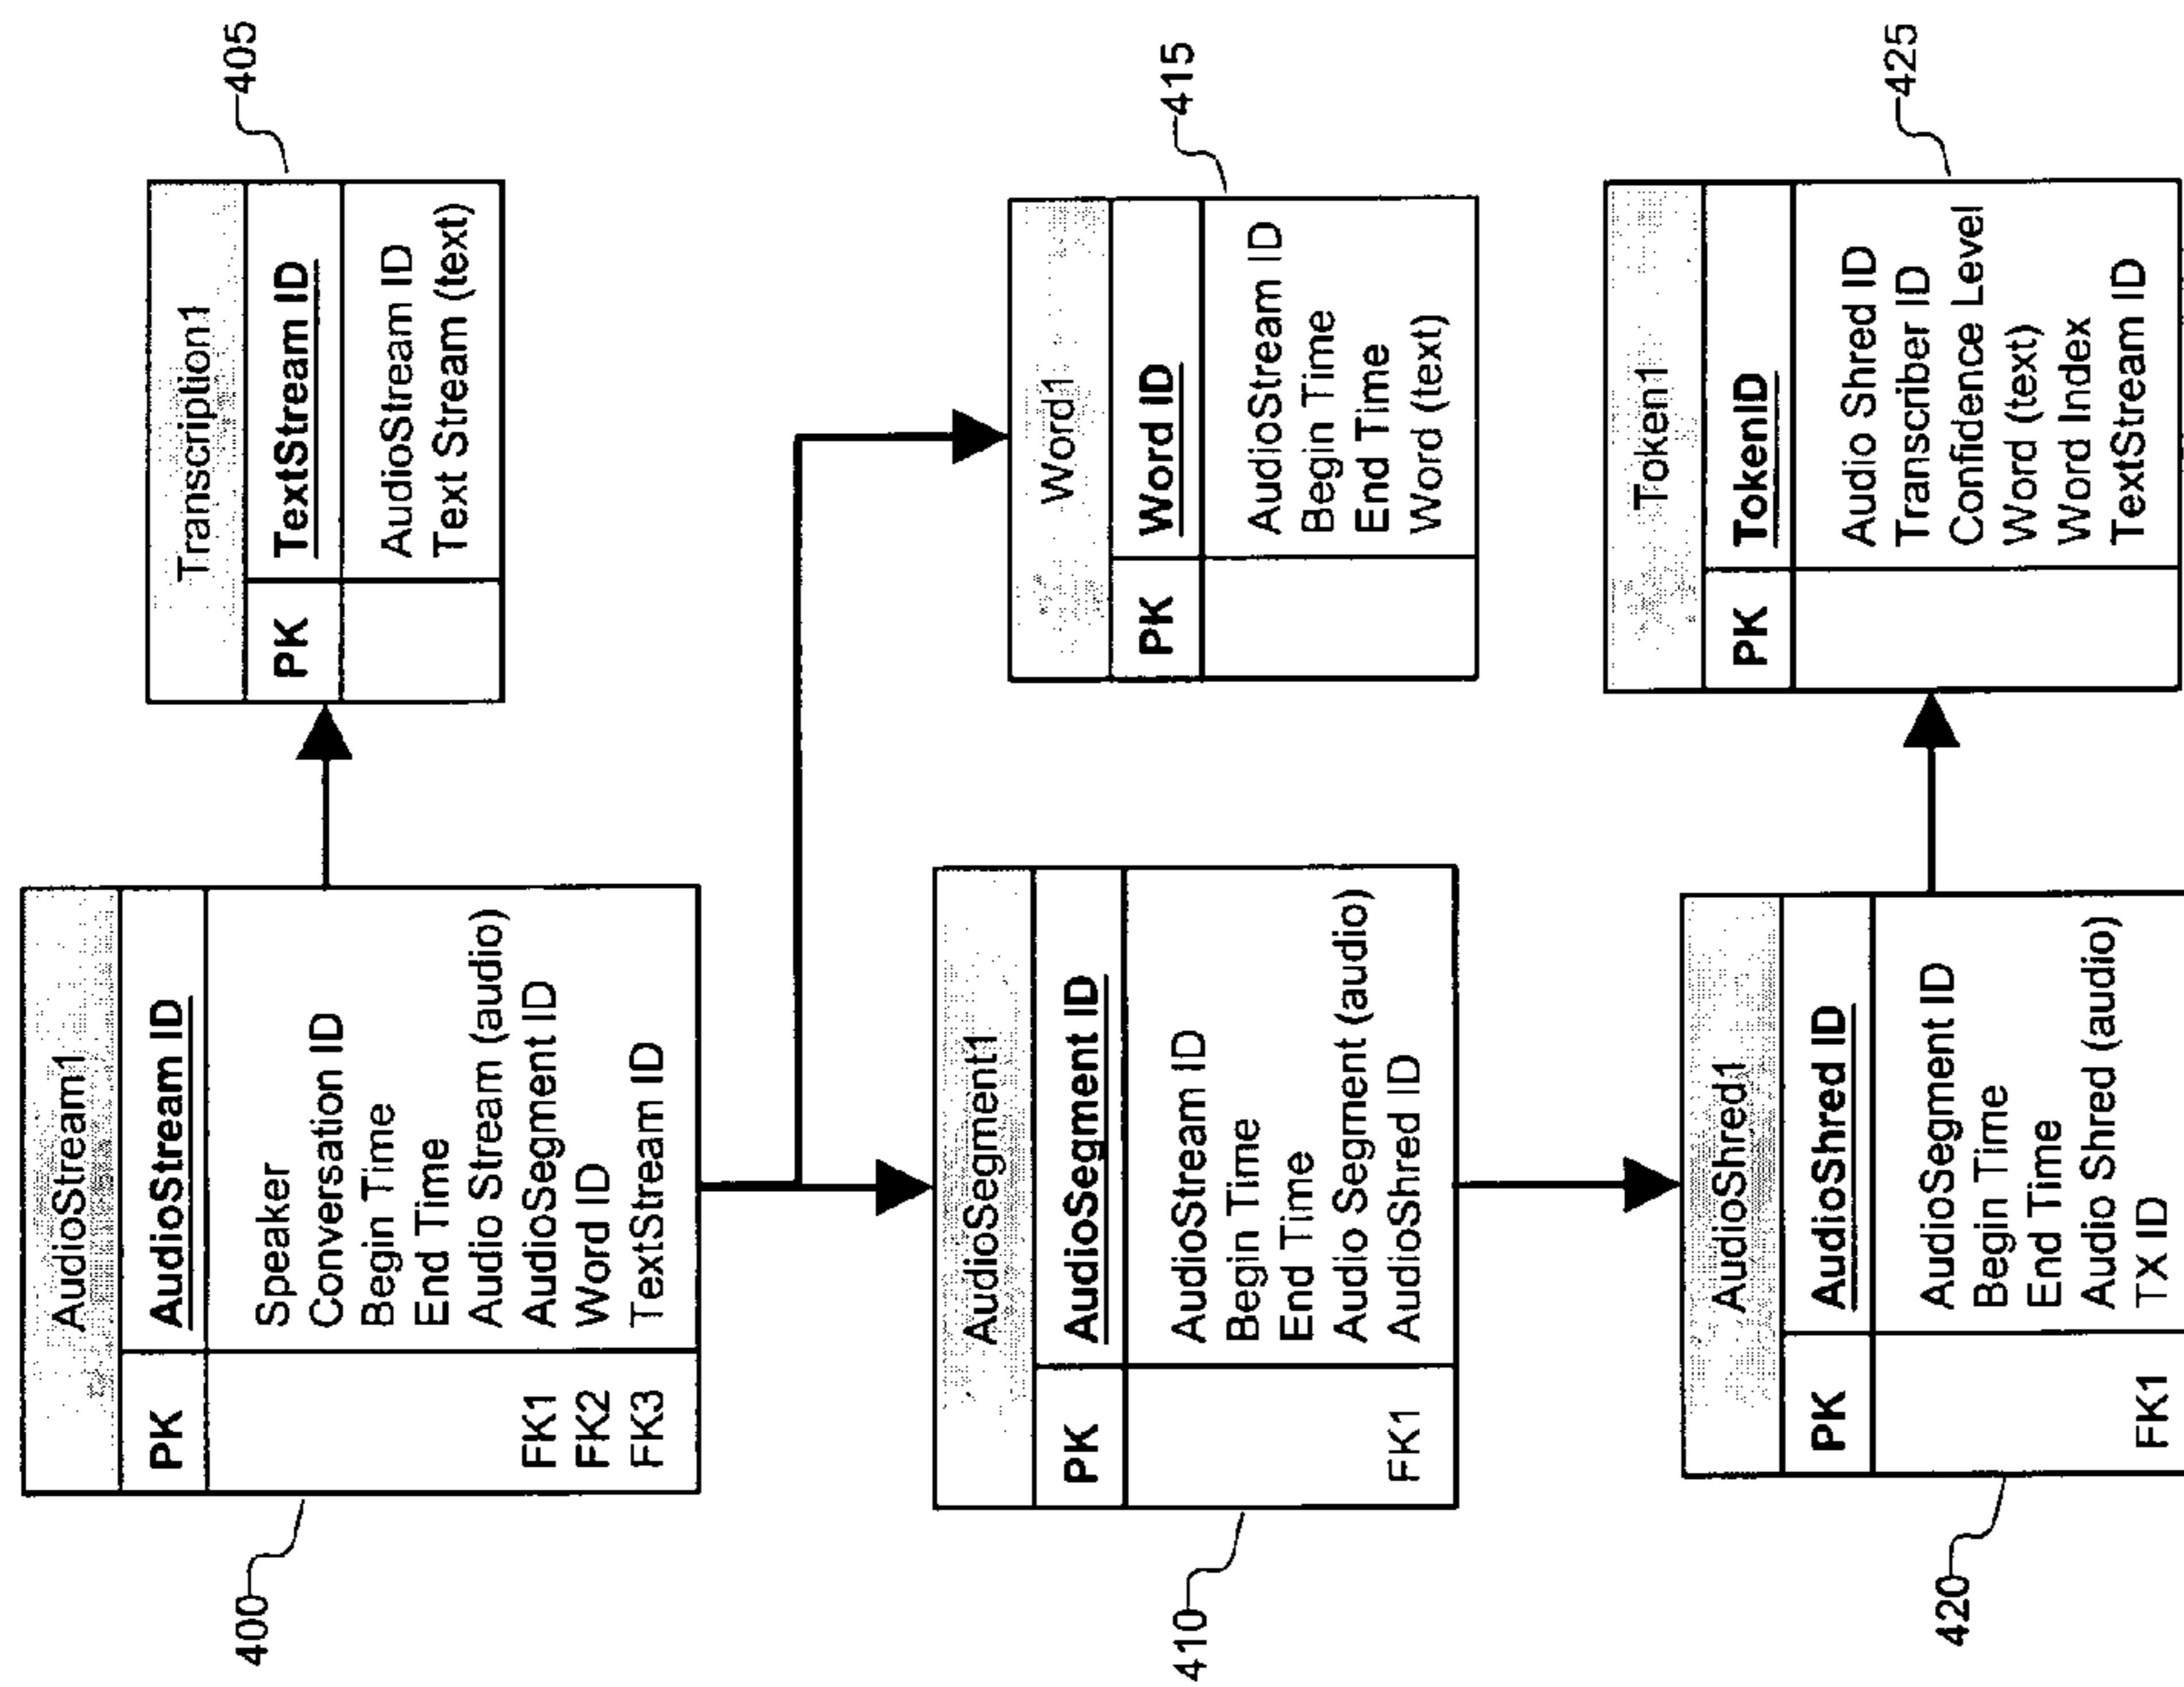 AudioStream1
PK AudioStream ID
Speaker
Conversation ID
Begin Time
End Time
Audio Stream (audio)
FK1 AudioSegment ID
FK2 Word ID
FK3 TextStream ID
400
Transcription1
PK TextStream ID
AudioStream ID
Text Stream (text)
405
AudioSegment1
PK AudioSegment ID
AudioStream ID
Begin Time
End Time
Audio Segment (audio)
FK1 AudioShred ID
410
Word1
PK Word ID
AudioStream ID
Begin Time
End Time
Word (text)
415
AudioShred1
PK AudioShred ID
AudioSegment ID
Begin Time
End Time
Audio Shred (audio)
FK1 TX ID
420
Token1
PK TokenID
Audio Shred ID
Transcriber ID
Confidence Level
Word (text)
Word Index
TextStream ID
425